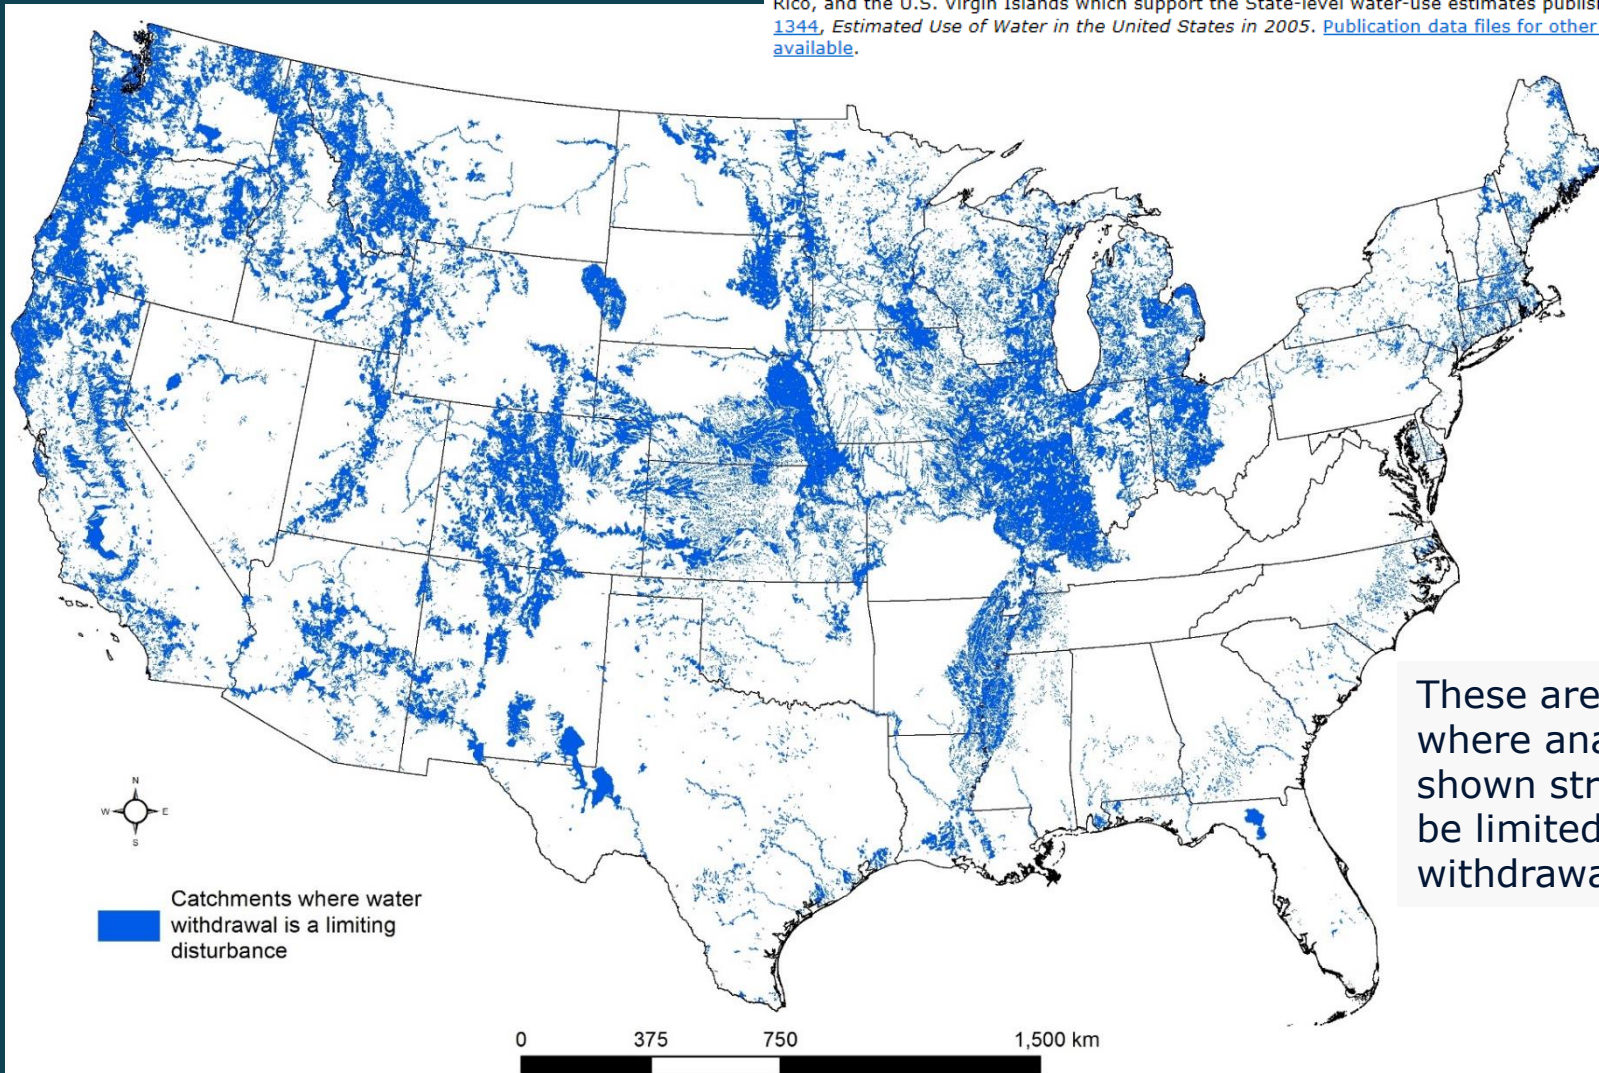 Rico, and the U.S. Virgin Islands which support the State-level water-use estimates publis
1344, Estimated Use of Water in the United States in 2005. Publication data files for other
available.
These are
where ana
shown str
be limited
withdrawa
N
W E
S
Catchments where water
withdrawal is a limiting
disturbance
0 375 750 1,500 km